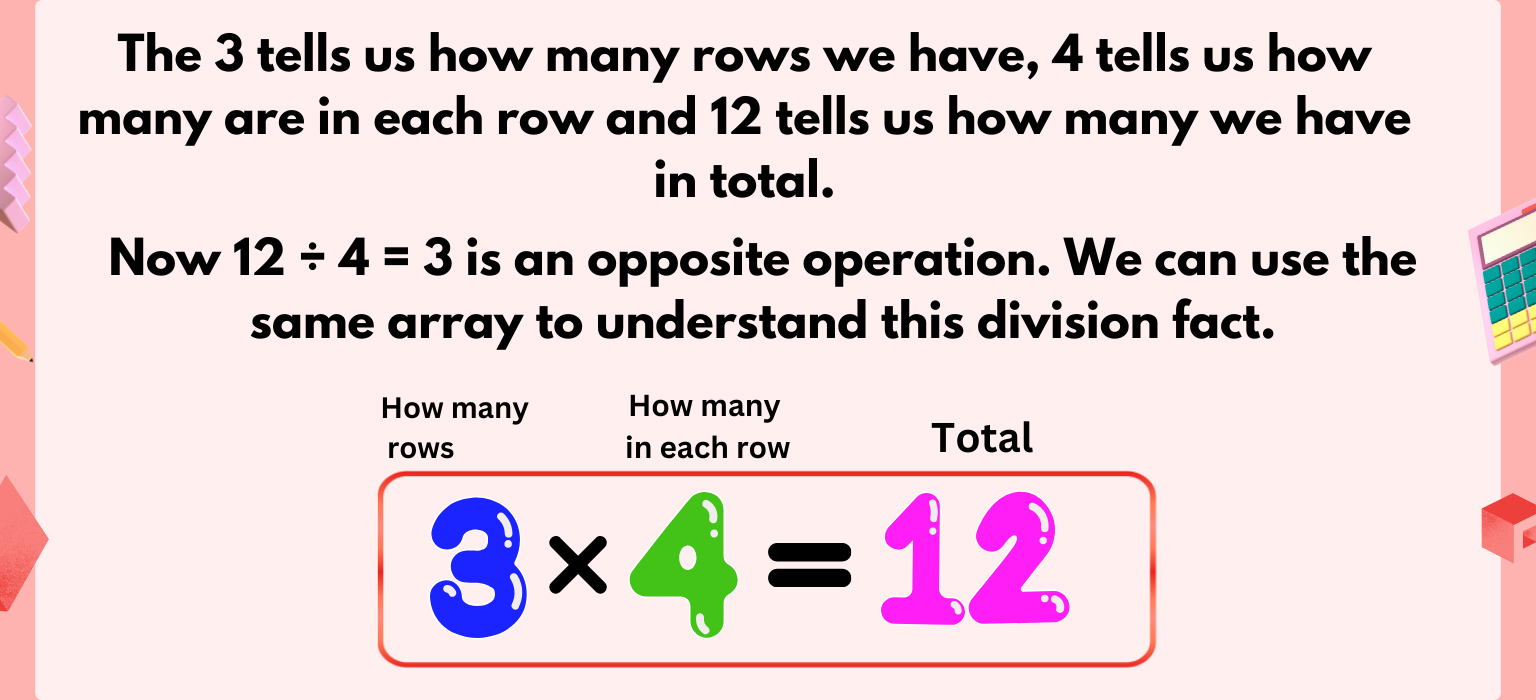 The 3 tells us how many rows we have, 4 tells us how
many are in each row and 12 tells us how many we have
in total.
Now 12 ÷ 4 = 3 is an opposite operation. We can use the
same array to understand this division fact.
How many
rows
How many
in each row
Total
3 × 4 = 12